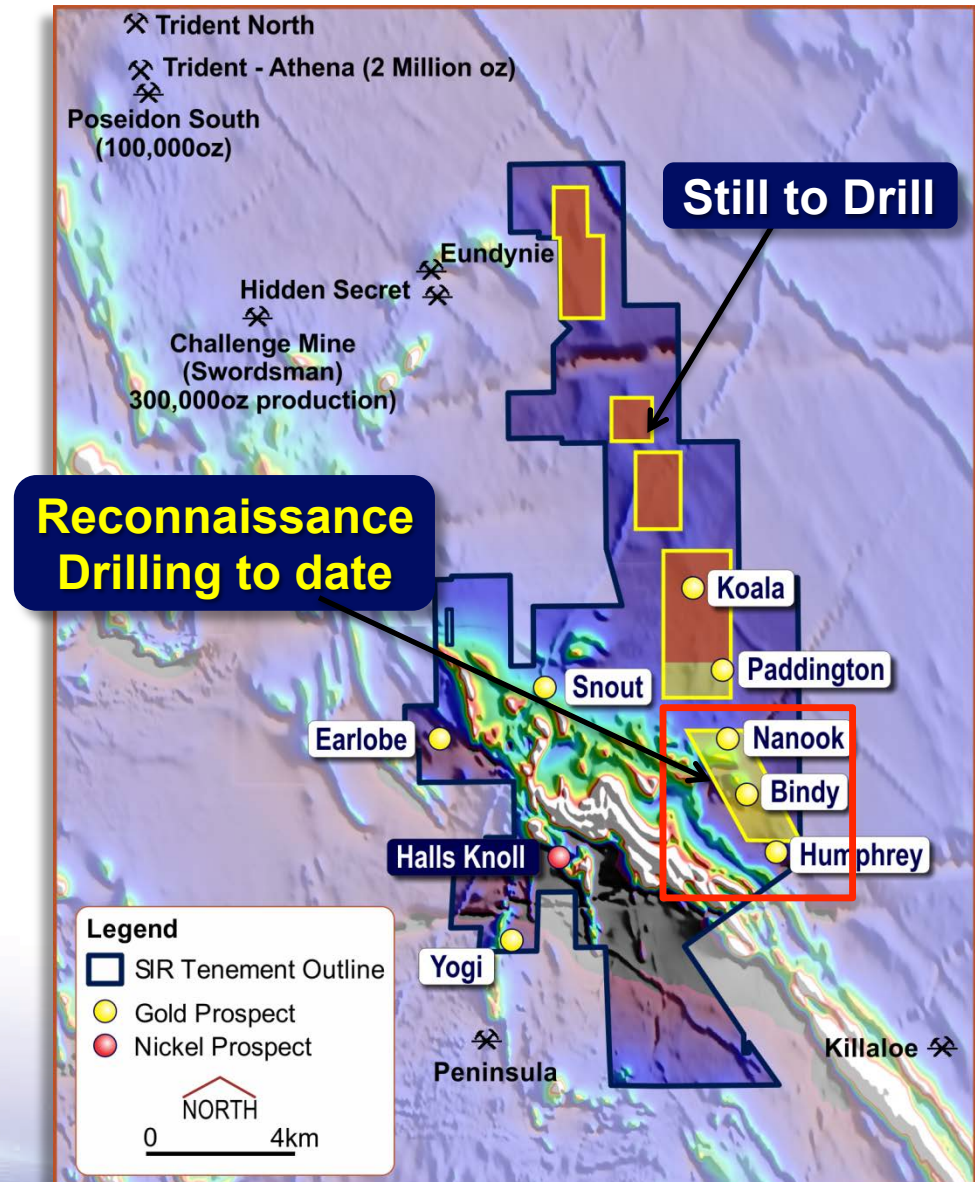 Trident North
Trident - Athena (2 Million oz)
Poseidon South
(100,000oz)
Still to Drill
Eundynie
Hidden Secret
Challenge Mine
(Swordsman)
300,000oz production)
Reconnaissance
Drilling to date
Koala
Paddington
Snout
Earlobe
Nanook
Bindy
Halls Knoll
Humphrey
Yogi
Peninsula
Killaloe
Legend
SIR Tenement Outline
Gold Prospect
Nickel Prospect
NORTH
0 4km